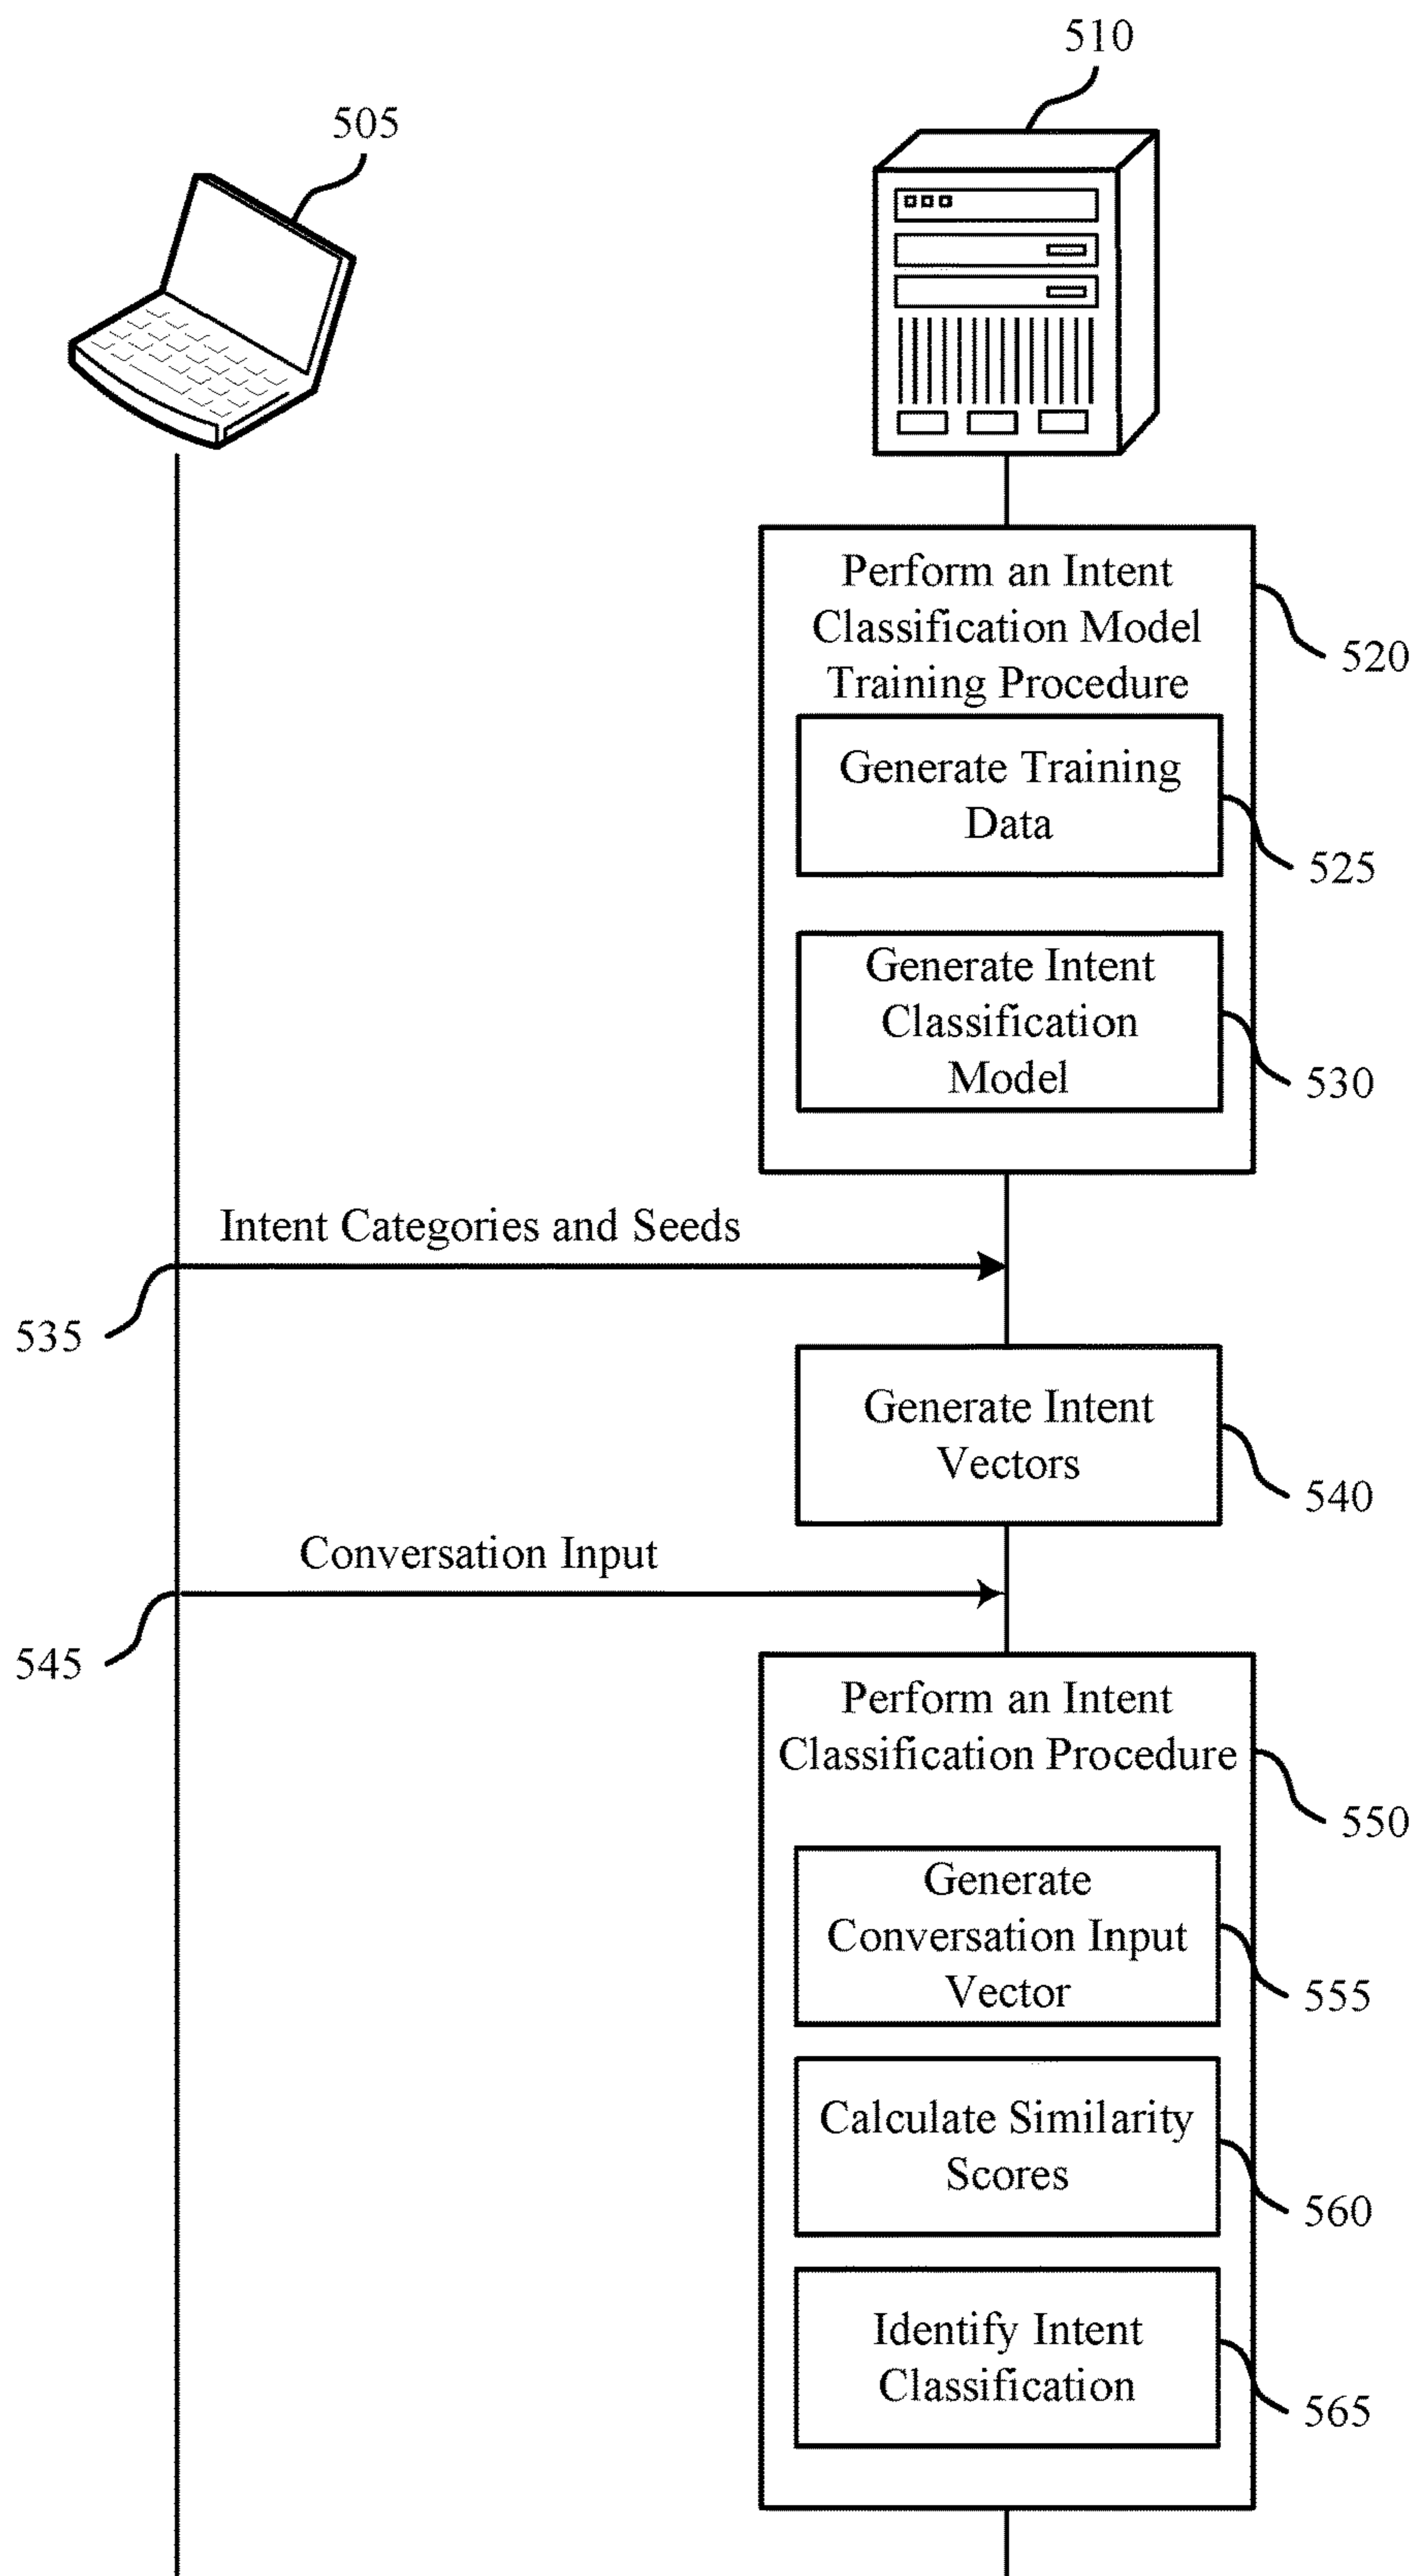 510
505
Perform an Intent
Classification Model
Training Procedure
520
Generate Training
Data
525
Generate Intent
Classification
Model
530
Intent Categories and Seeds
535
Generate Intent
Vectors
540
Conversation Input
545
Perform an Intent
Classification Procedure
550
Generate
Conversation Input
Vector
555
Calculate Similarity
Scores
560
Identify Intent
Classification
565